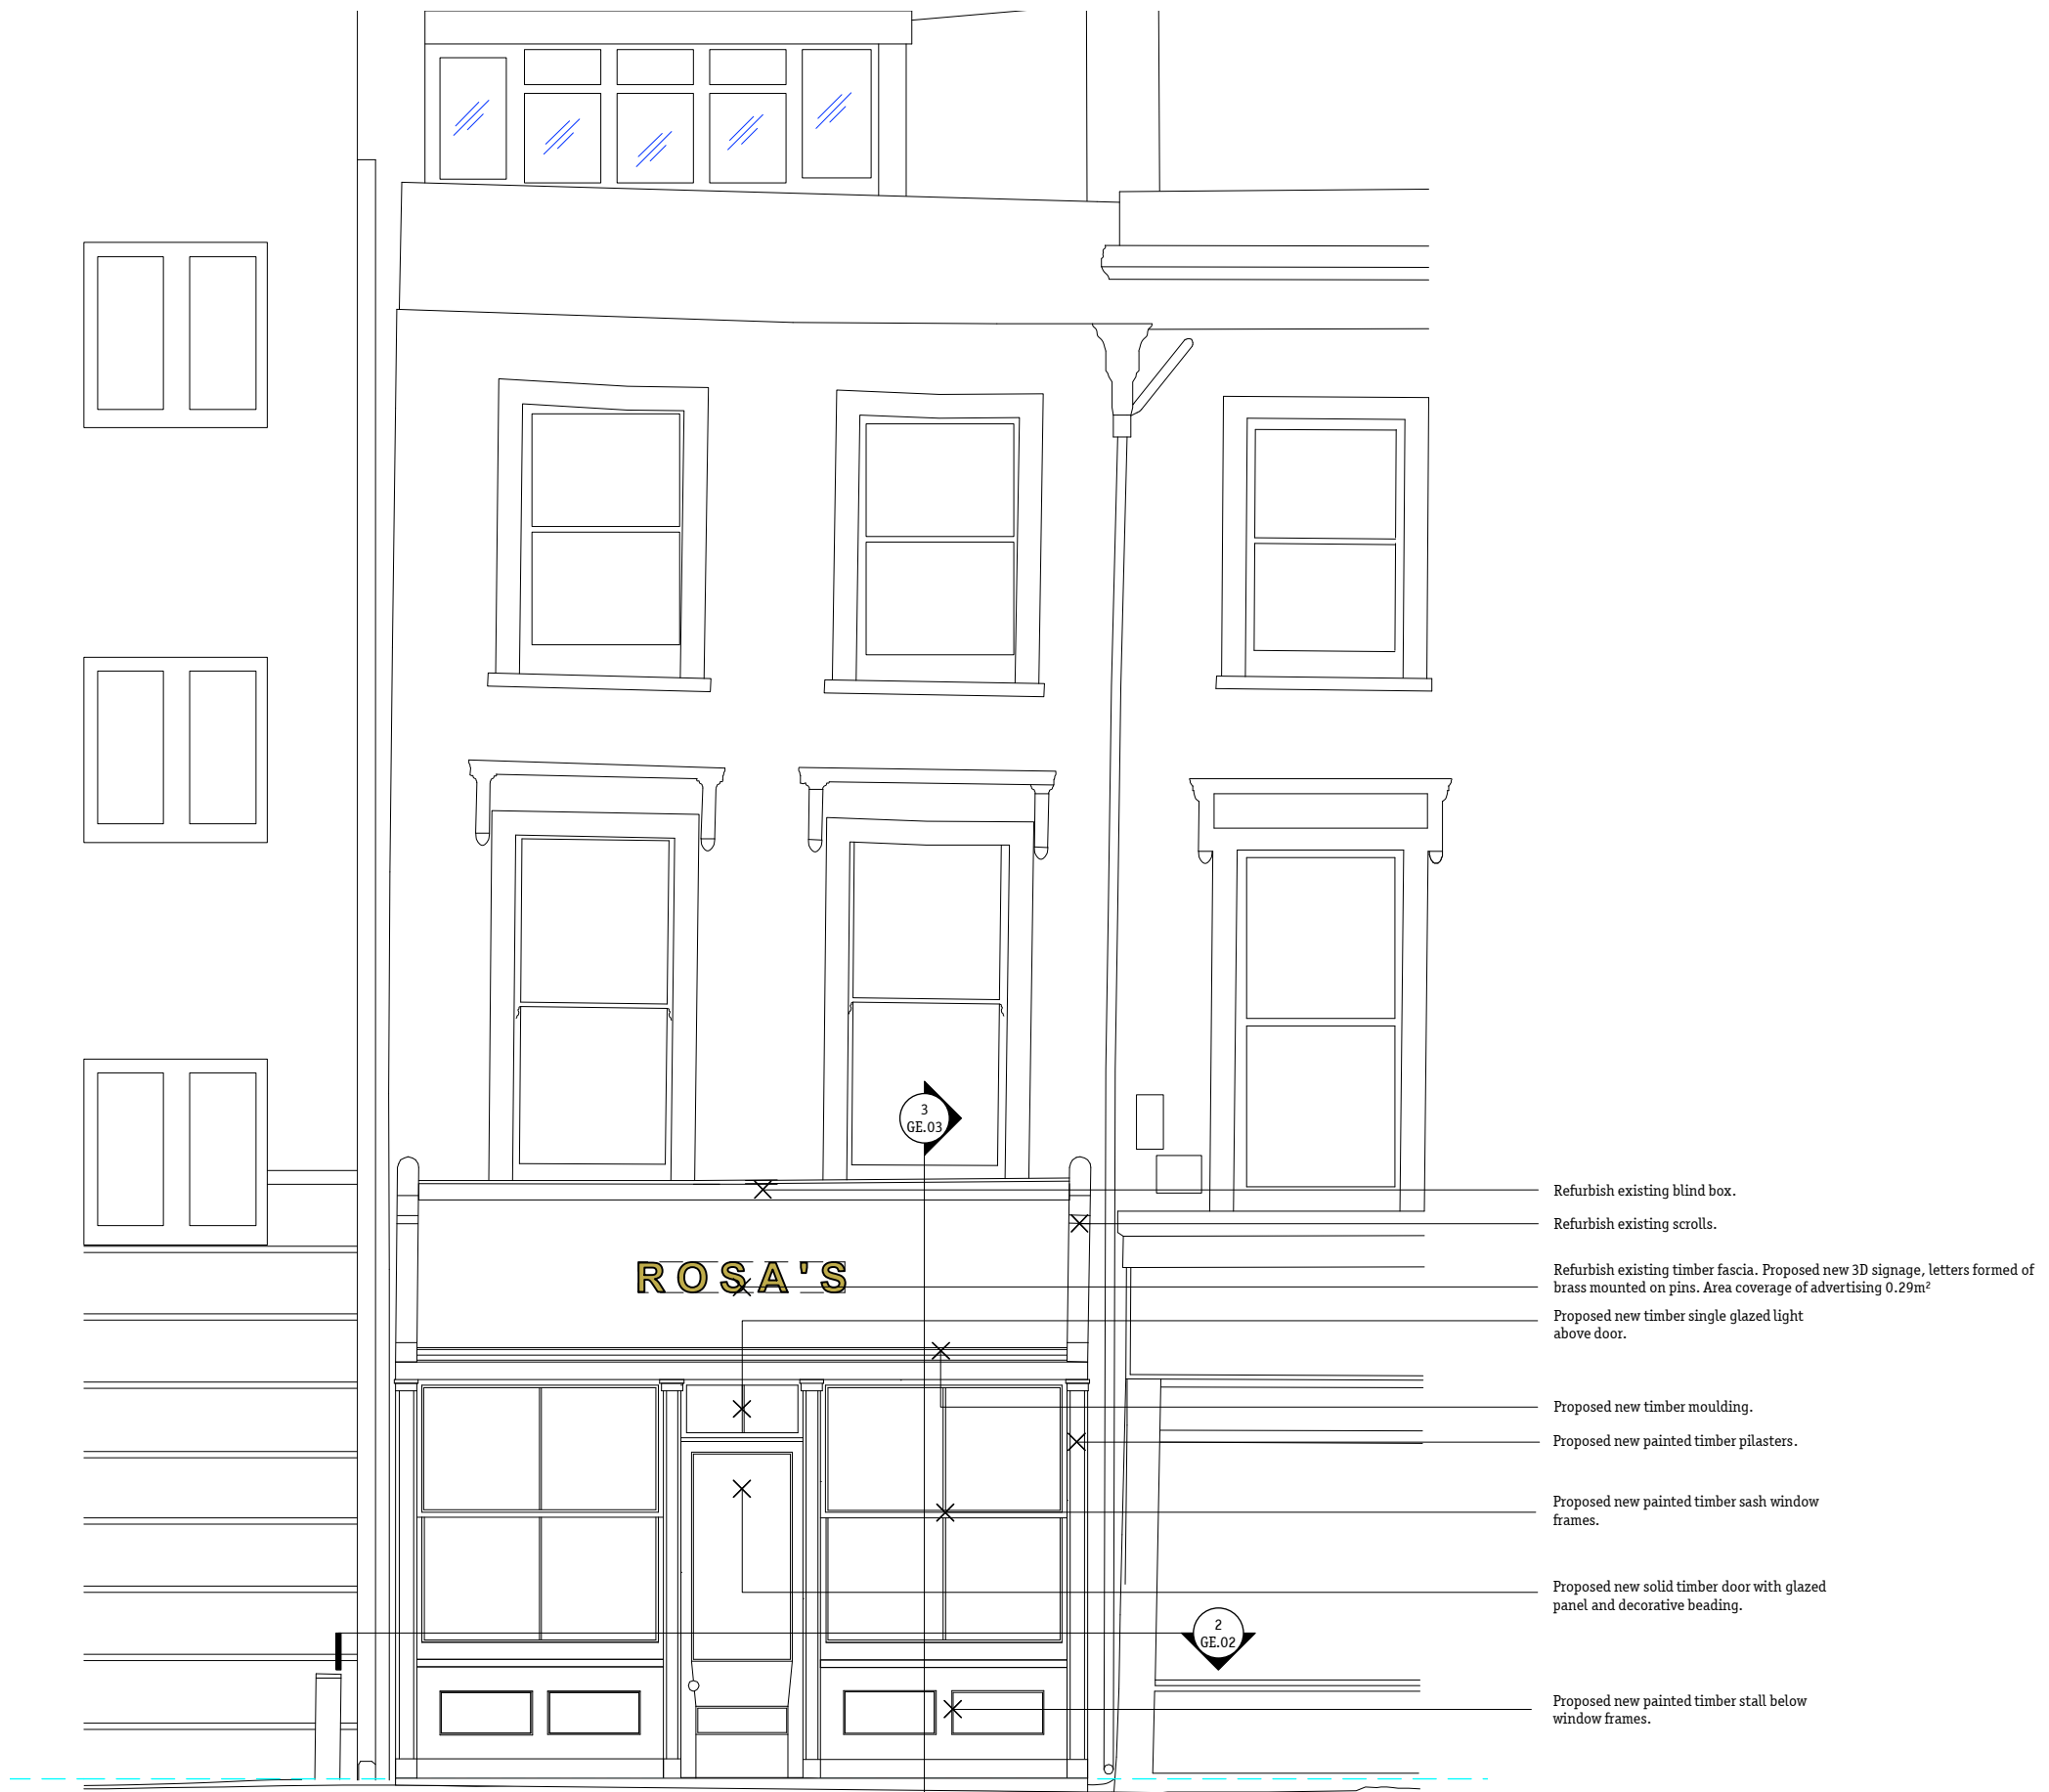 3
GE.03
Refurbish existing blind box.
Refurbish existing scrolls.
ROSA'S
Refurbish existing timber fascia. Proposed new 3D signage, letters formed of
brass mounted on pins. Area coverage of advertising 0.29m²
Proposed new timber single glazed light
above door.
Proposed new timber moulding.
Proposed new painted timber pilasters.
Proposed new painted timber sash window
frames.
Proposed new solid timber door with glazed
panel and decorative beading.
2
GE.02
Proposed new painted timber stall below
window frames.